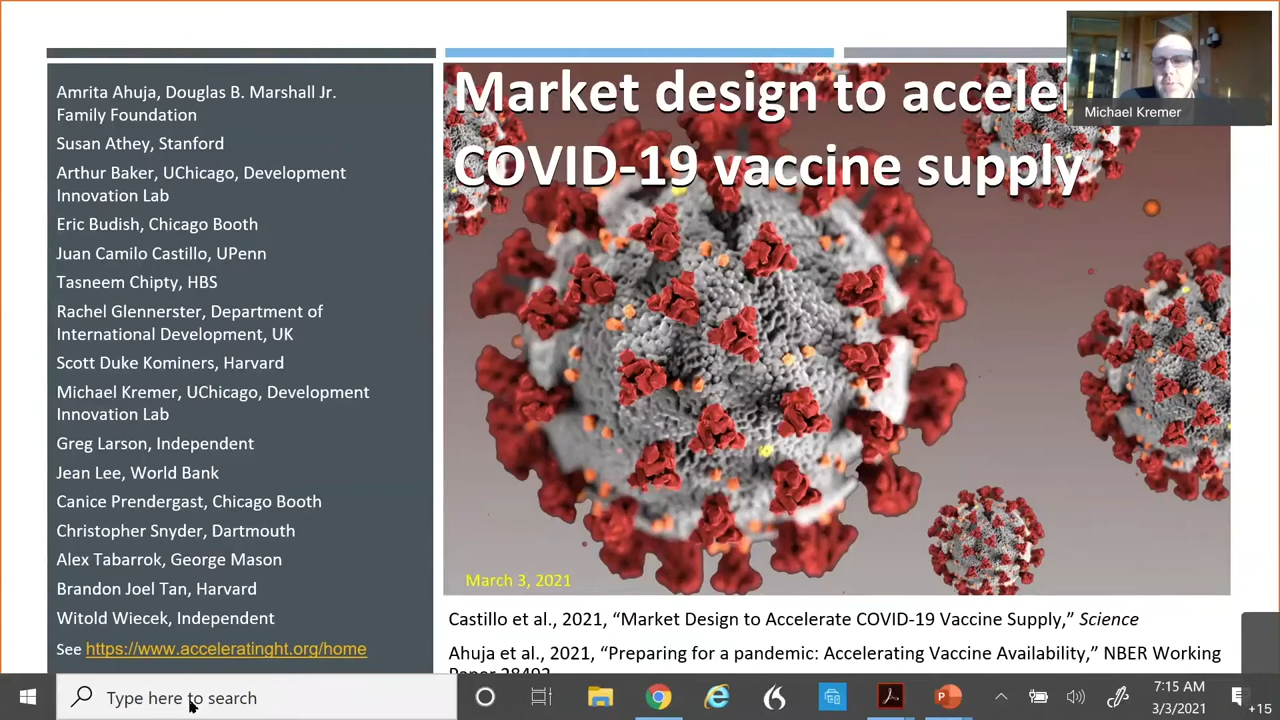 Amrita Ahuja, Douglas B. Marshall Jr.
Family Foundation
Susan Athey, Stanford
Arthur Baker, UChicago, Development
Innovation Lab
Eric Budish, Chicago Booth
Juan Camilo Castillo, UPenn
Tasneem Chipty, HBS
Rachel Glennerster, Department of
International Development, UK
Scott Duke Kominers, Harvard
Michael Kremer, UChicago, Development
Innovation Lab
Greg Larson, Independent
Jean Lee, World Bank
Canice Prendergast, Chicago Booth
Christopher Snyder, Dartmouth
Alex Tabarrok, George Mason
Brandon Joel Tan, Harvard
Witold Wiecek, Independent
See https://www.acceleratinght.org/home
Market design to acceler
COVID-19 vaccine supply
Michael Kremer
March 3, 2021
Castillo et al., 2021, “Market Design to Accelerate COVID-19 Vaccine Supply,” Science
Ahuja et al., 2021, “Preparing for a pandemic: Accelerating Vaccine Availability,” NBER Working
Paper 28492
Type here to search
7:15 AM
3/3/2021
+15